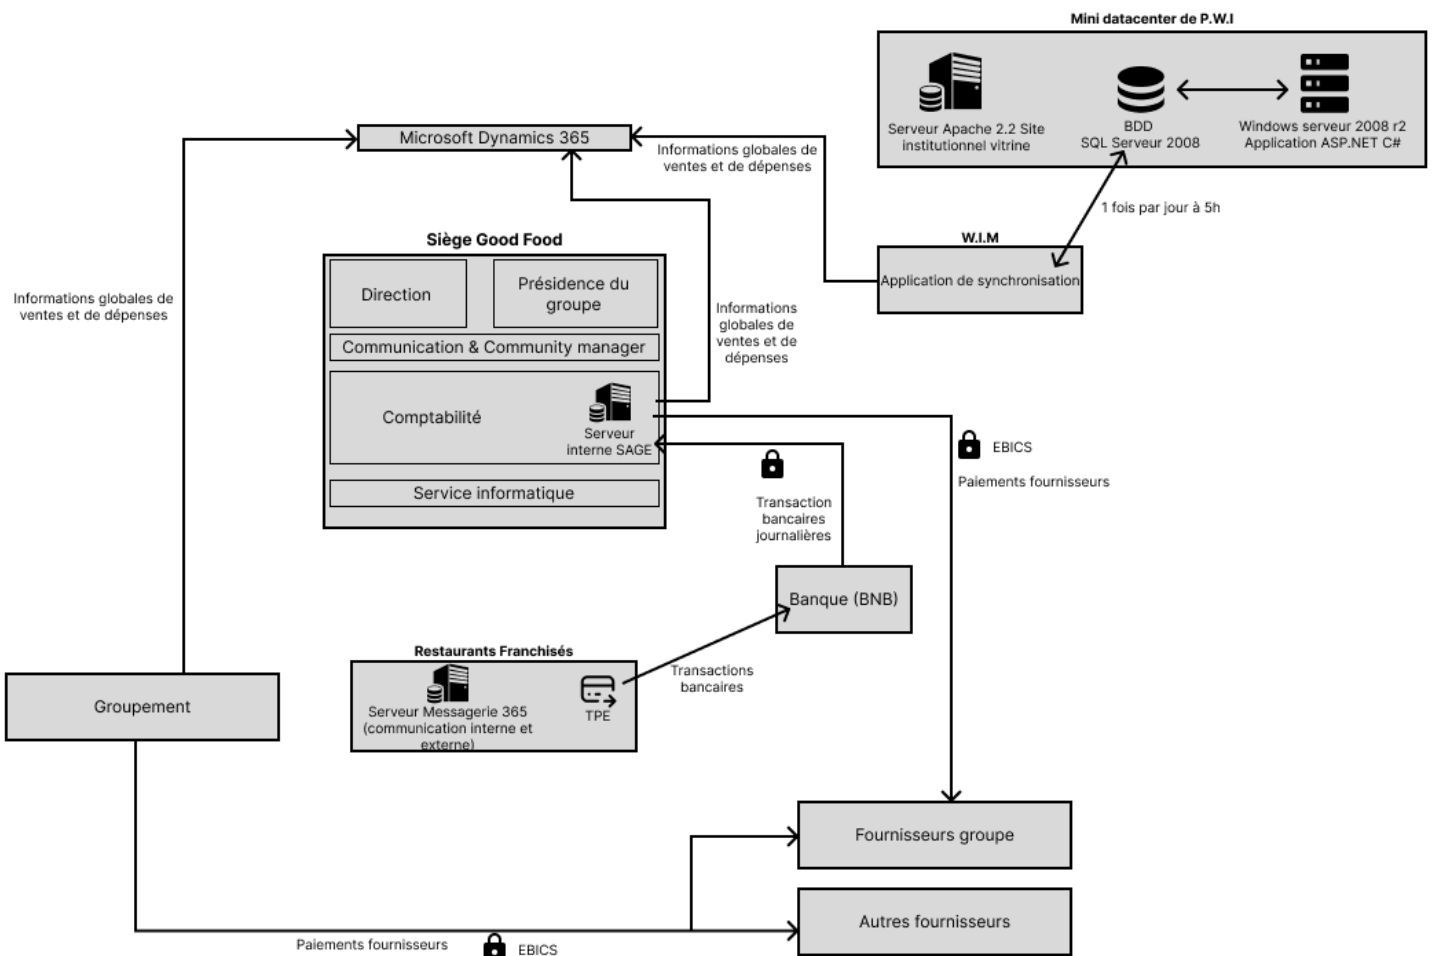 Mini datacenter de P.W.I
Serveur Apache 2.2 Site
institutionnel vitrine
BDD
SQL Serveur 2008
Windows serveur 2008 r2
Application ASP.NET C#
Microsoft Dynamics 365
Informations globales de
ventes et de dépenses
1 fois par jour à 5h
W.I.M
Application de synchronisation
Siège Good Food
Direction
Présidence du
groupe
Communication & Community manager
Comptabilité
Serveur
interne SAGE
Service informatique
Informations globales de
ventes et de dépenses
Informations
globales de
ventes et de
dépenses
EBICS
Paiements fournisseurs
Transaction
bancaires
journalières
Banque (BNB)
Restaurants Franchisés
Serveur Messagerie 365
(communication interne et
externe)
TPE
Transactions
bancaires
Groupement
Fournisseurs groupe
Autres fournisseurs
Paiements fournisseurs
EBICS